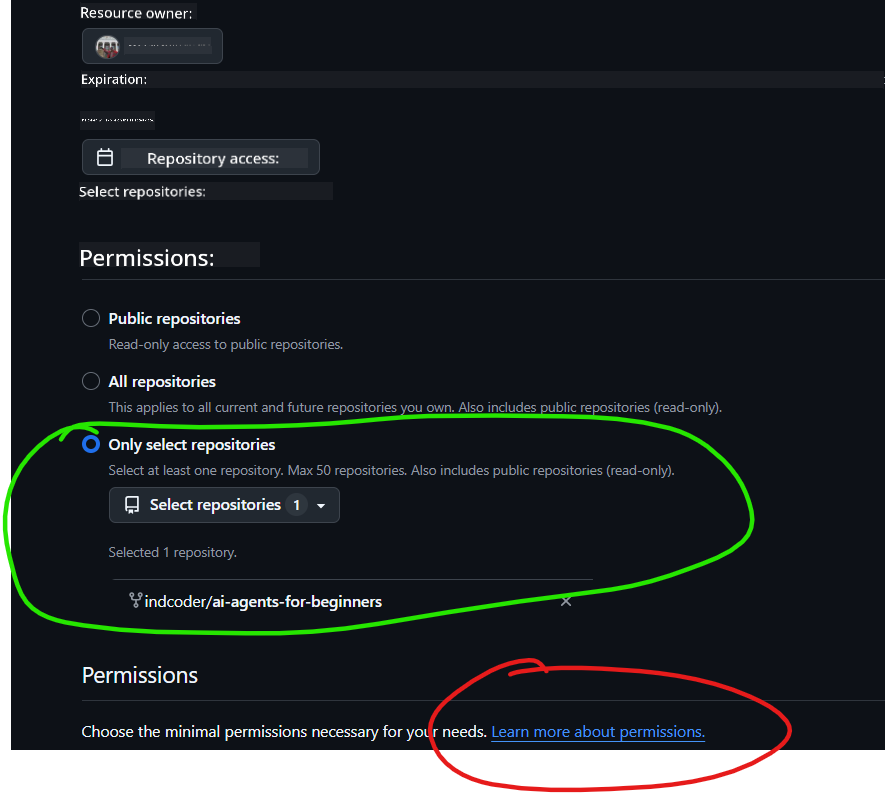 Resource owner:
Expiration:
Repository access:
Select repositories:
Permissions:
Public repositories
Read-only access to public repositories.
All repositories
This applies to all current and future repositories you own. Also includes public repositories (read-only).
Only select repositories
Select at least one repository. Max 50 repositories. Also includes public repositories (read-only).
Select repositories 1
Selected 1 repository.
indcoder/ai-agents-for-beginners
Permissions
Choose the minimal permissions necessary for your needs. Learn more about permissions.